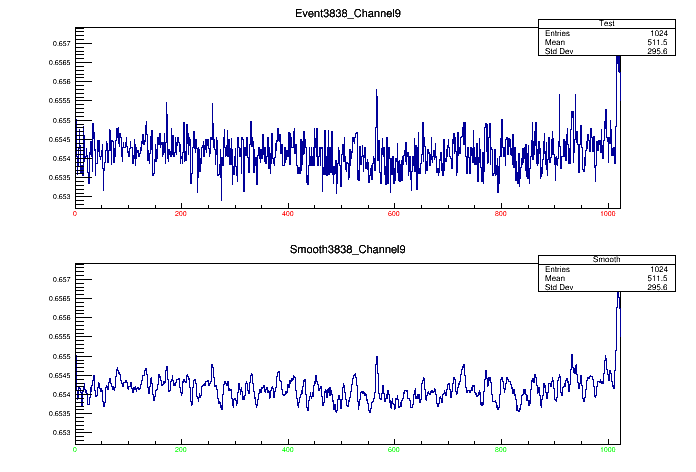 Event3838_Channel9
Test
Entries 1024
Mean 511.5
Std Dev 295.6
0.657
0.6565
0.656
0.6555
0.655
0.6545
0.654
0.6535
0.653
0 200 400 600 800 1000
Smooth3838_Channel9
Smooth
Entries 1024
Mean 511.5
Std Dev 295.6
0.657
0.6565
0.656
0.6555
0.655
0.6545
0.654
0.6535
0.653
0 200 400 600 800 1000